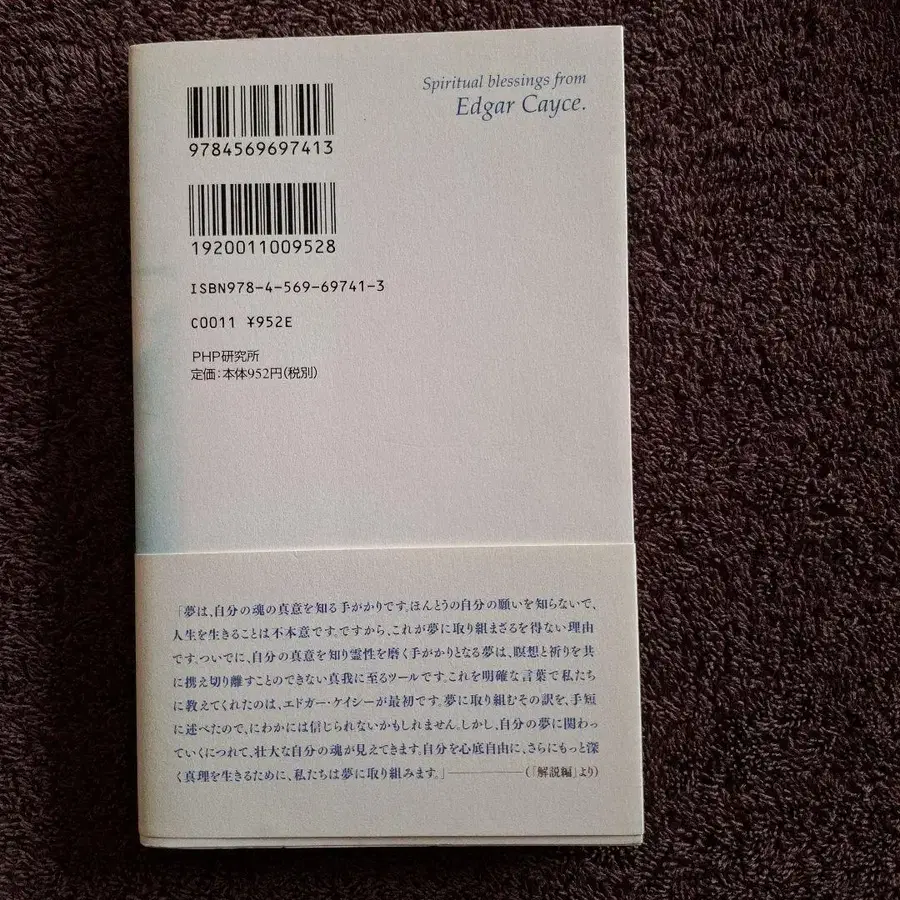 Spiritual blessings from
Edgar Cayce.
9784569697413
1920011009528
ISBN978-4-569-69741-3
C0011 ¥952E
PHP研究所
定価：本体952円（税別）
「夢は、自分の魂の真意を知る手がかりです。ほんとうの自分の願いを知らないで、
人生を生きることは不本意です。ですから、これが夢に取り組まざるを得ない理由
です。ついでに、自分の真意を知り霊性を磨く手がかりとなる夢は、瞑想と祈りを共
に携え切り離すことのできない真我に至るツールです。これを明確な言葉で私たち
に教えてくれたのは、エドガー・ケイシーが最初です。夢に取り組むその訳を、手短
に述べたので、にわかには信じられないかもしれません。しかし、自分の夢に関わっ
ていくにつれて、壮大な自分の魂が見えてきます。自分を心底自由に、さらにもっと深
く真理を生きるために、私たちは夢に取り組みます。」――――（「解説編」より）